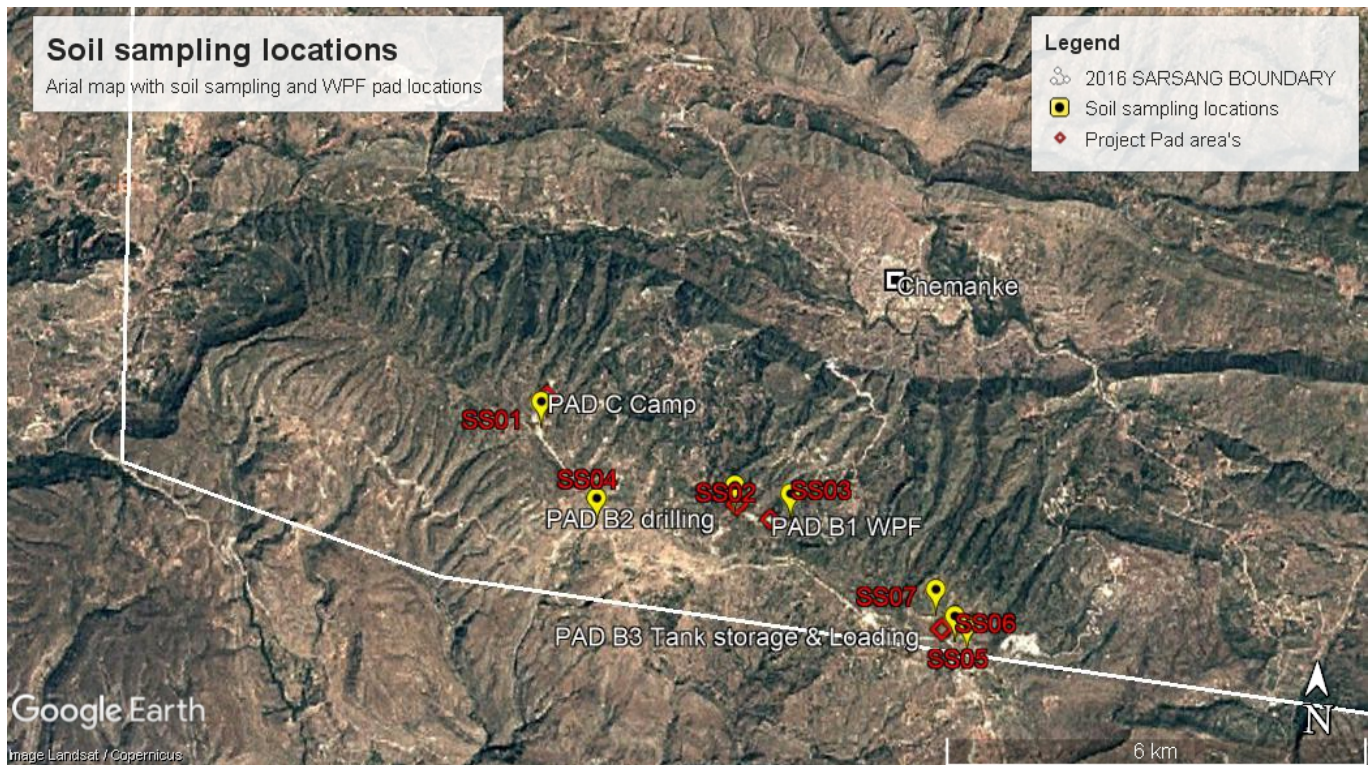 Soil sampling locations
Arial map with soil sampling and WPF pad locations
Legend
2016 SARSANG BOUNDARY
Soil sampling locations
Project Pad area's
Chemanke
PAD C Camp
SS01
SS04
SS02
SS03
PAD B2 drilling
PAD B1 WPF
SS07
SS06
PAD B3 Tank storage & Loading
SS05
Google Earth
N
6 km
Image Landsat / Copernicus